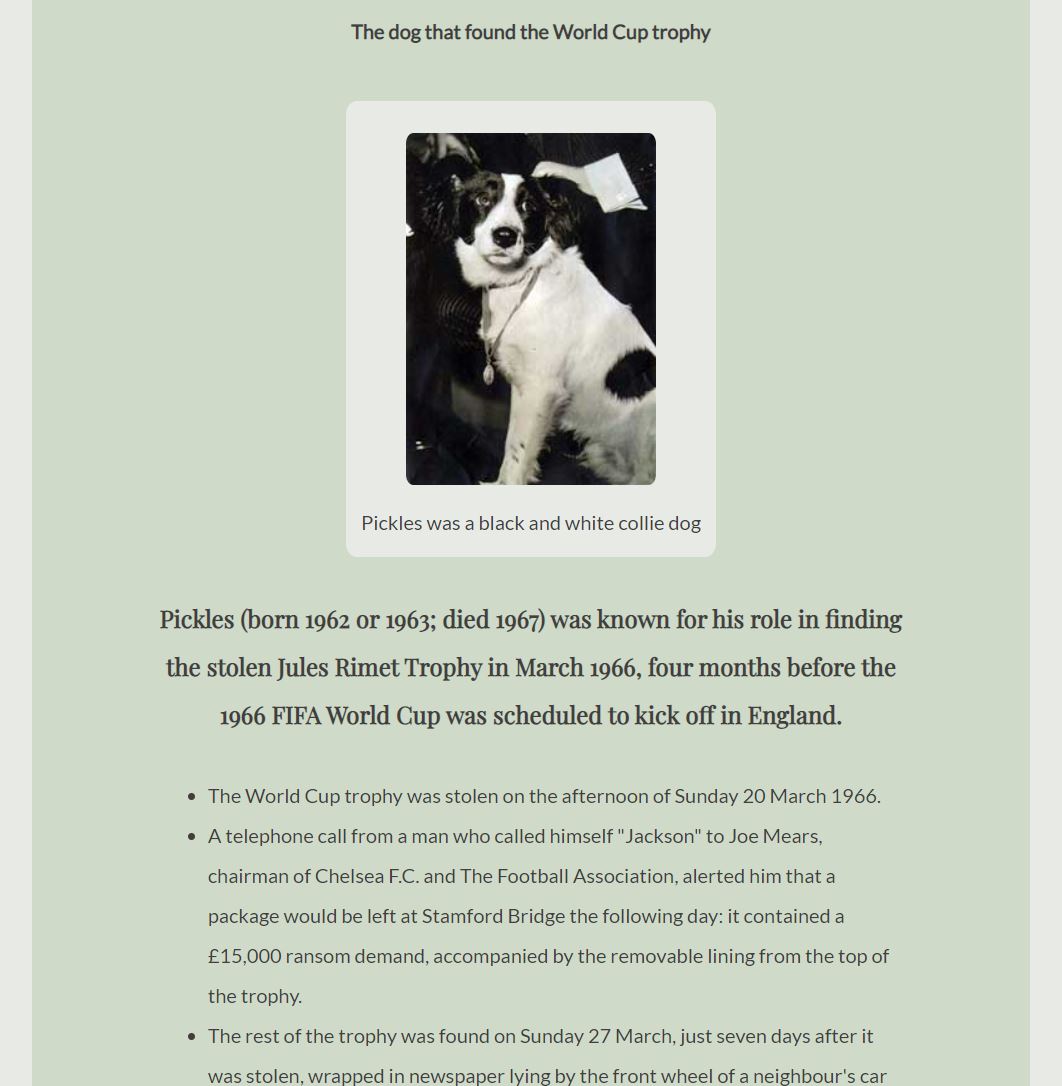 The dog that found the World Cup trophy
Pickles was a black and white collie dog
Pickles (born 1962 or 1963; died 1967) was known for his role in finding
the stolen Jules Rimet Trophy in March 1966, four months before the
1966 FIFA World Cup was scheduled to kick off in England.
• The World Cup trophy was stolen on the afternoon of Sunday 20 March 1966.
• A telephone call from a man who called himself "Jackson" to Joe Mears,
chairman of Chelsea F.C. and The Football Association, alerted him that a
package would be left at Stamford Bridge the following day: it contained a
£15,000 ransom demand, accompanied by the removable lining from the top of
the trophy.
• The rest of the trophy was found on Sunday 27 March, just seven days after it
was stolen, wrapped in newspaper lying by the front wheel of a neighbour's car